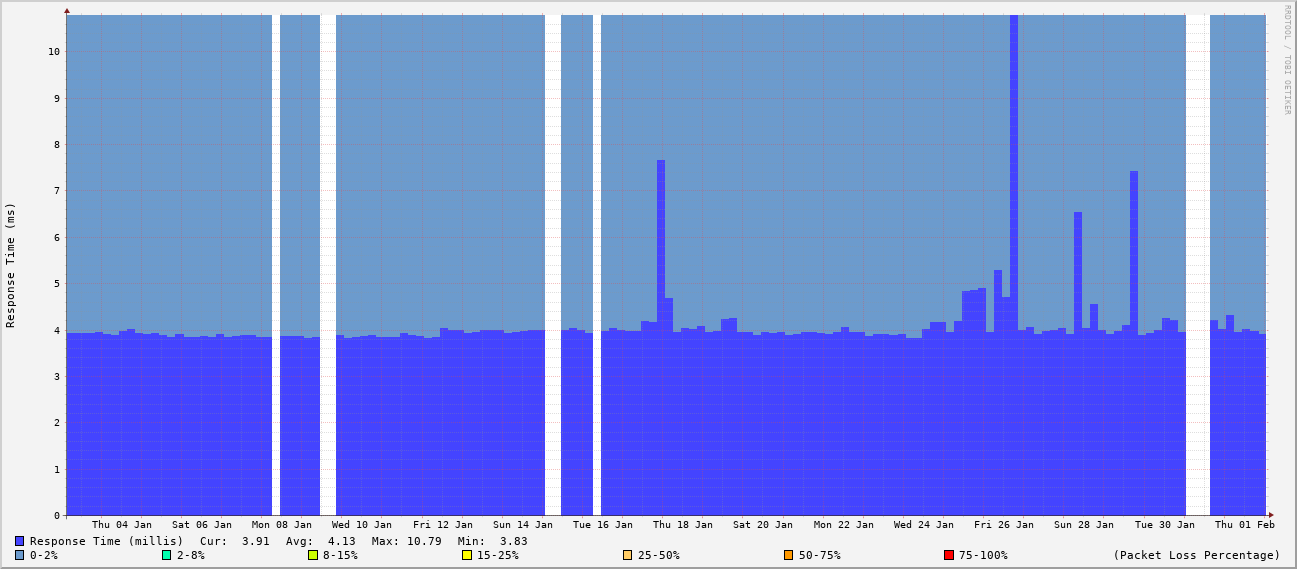 RRDTOOL / TOBI OETIKER
Response Time (ms)
10
9
8
7
6
5
4
3
2
1
0
Thu 04 Jan Sat 06 Jan Mon 08 Jan Wed 10 Jan Fri 12 Jan Sun 14 Jan Tue 16 Jan Thu 18 Jan Sat 20 Jan Mon 22 Jan Wed 24 Jan Fri 26 Jan Sun 28 Jan Tue 30 Jan Thu 01 Feb
Response Time (millis) Cur: 3.91 Avg: 4.13 Max: 10.79 Min: 3.83
0-2% 2-8% 8-15% 15-25% 25-50% 50-75% 75-100% (Packet Loss Percentage)